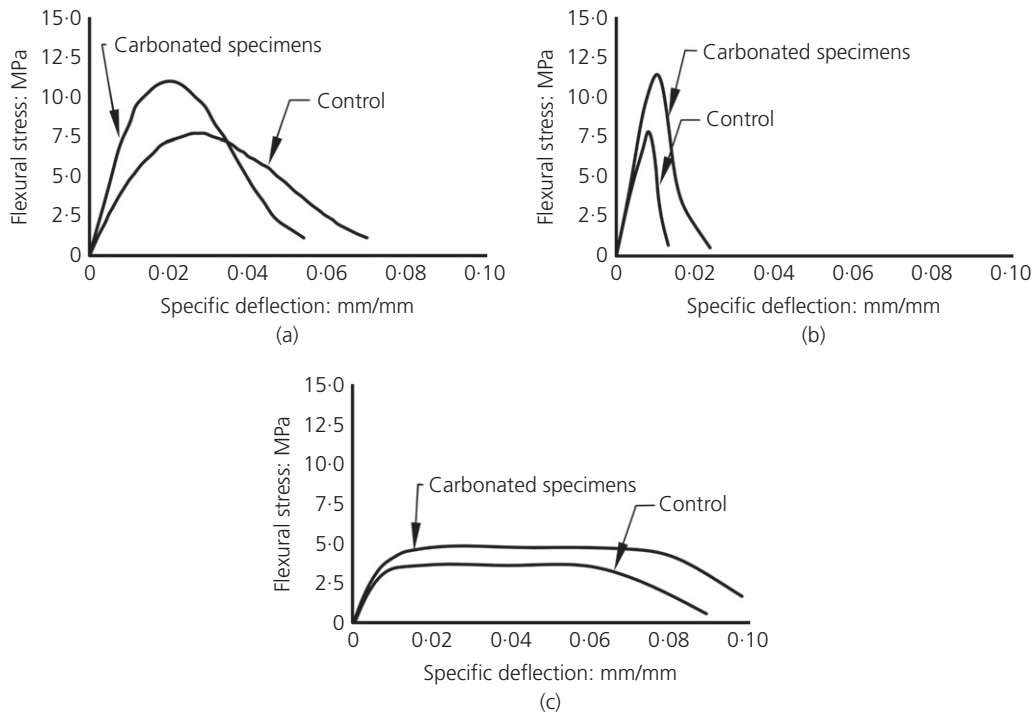 Flexural stress: MPa
15·0
12·5
10·0
7·5
5·0
2·5
0
Carbonated specimens
Control
0 0·02 0·04 0·06 0·08 0·10
Specific deflection: mm/mm
(a)
Flexural stress: MPa
15·0
12·5
10·0
7·5
5·0
2·5
0
Carbonated specimens
Control
0 0·02 0·04 0·06 0·08 0·10
Specific deflection: mm/mm
(b)
Flexural stress: MPa
15·0
12·5
10·0
7·5
5·0
2·5
0
Carbonated specimens
Control
0 0·02 0·04 0·06 0·08 0·10
Specific deflection: mm/mm
(c)